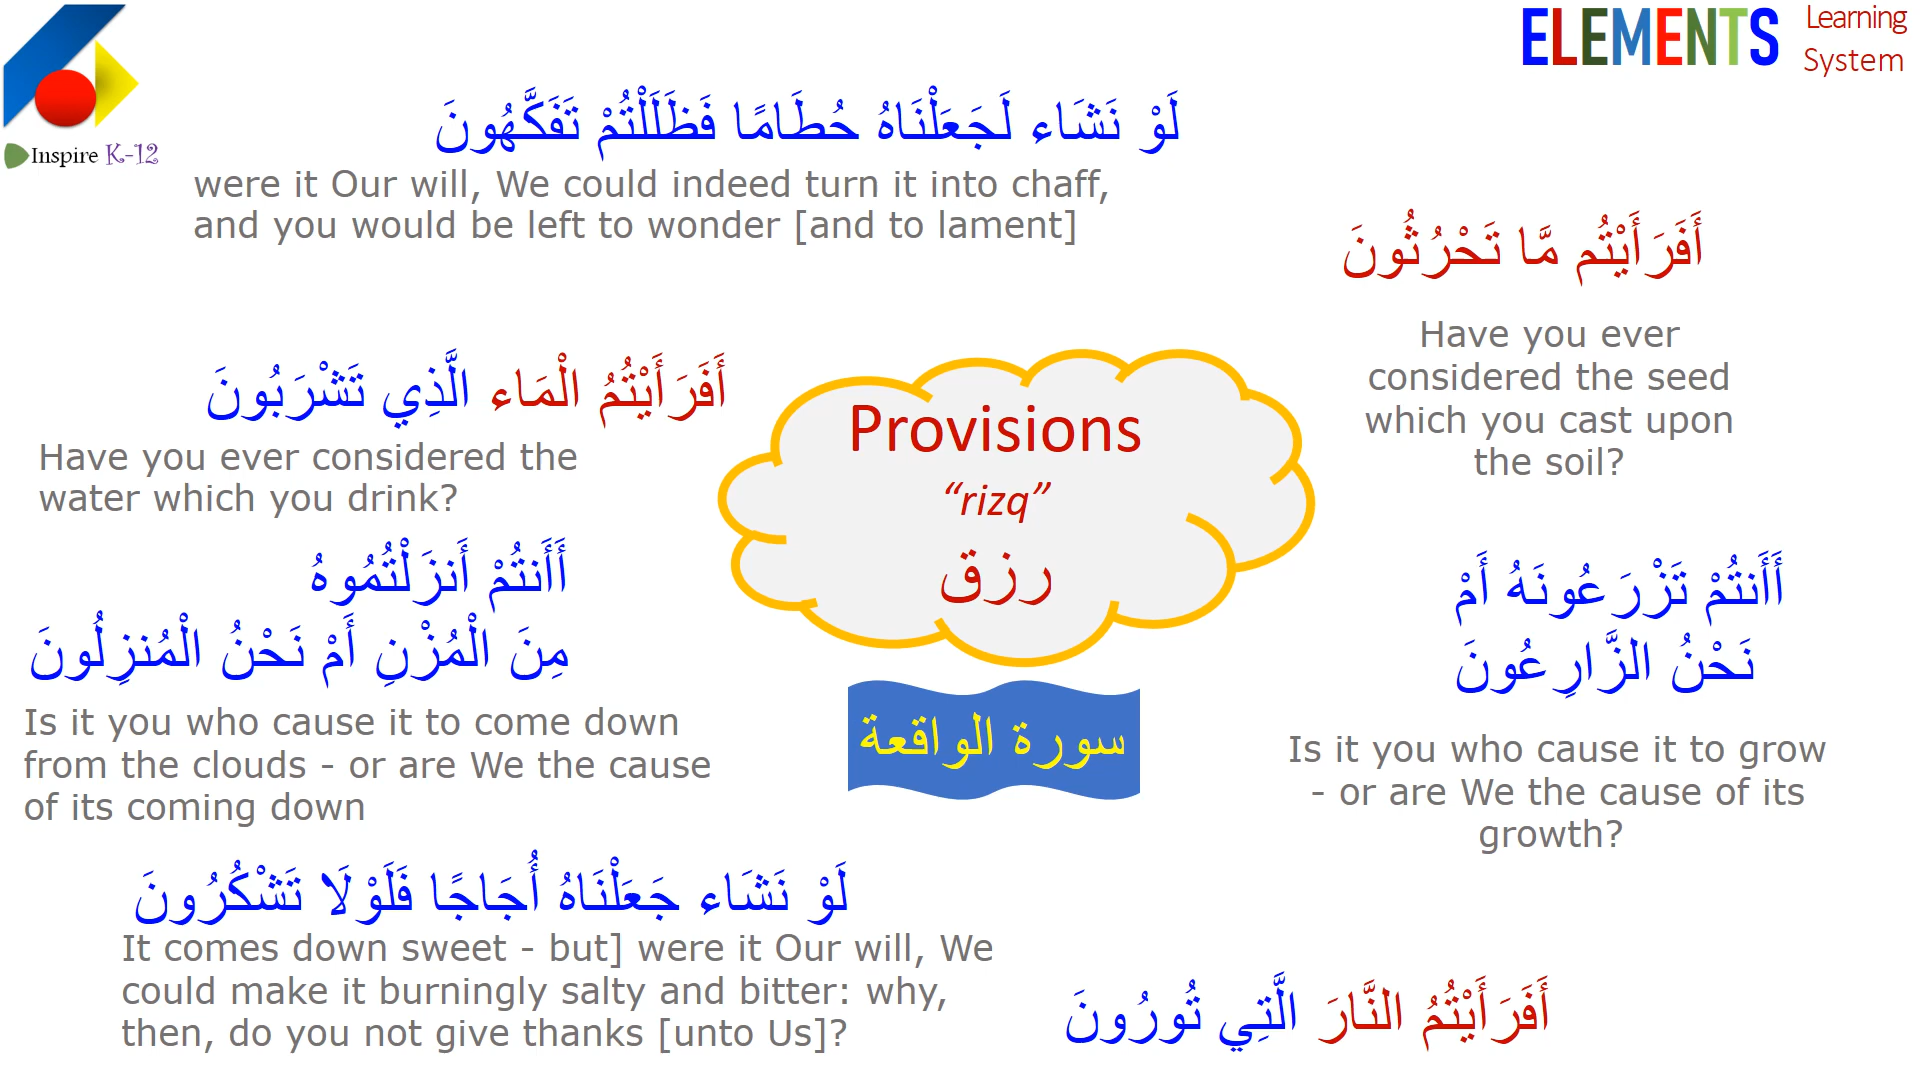 ELEMENTS Learning
System
Inspire K-12
لَوْ نَشَاء لَجَعَلْنَاهُ حُطَامًا فَظَلَلْتُمْ تَفَكَّهُونَ
were it Our will, We could indeed turn it into chaff,
and you would be left to wonder [and to lament]
أَفَرَأَيْتُم مَّا تَحْرُثُونَ
Have you ever
considered the seed
which you cast upon
the soil?
أَفَرَأَيْتُمُ الْمَاء الَّذِي تَشْرَبُونَ
Have you ever considered the
water which you drink?
Provisions
“rizq”
رزق
سورة الواقعة
أَأَنتُمْ أَنزَلْتُمُوهُ
مِنَ الْمُزْنِ أَمْ نَحْنُ الْمُنزِلُونَ
Is it you who cause it to come down
from the clouds - or are We the cause
of its coming down
أَأَنتُمْ تَزْرَعُونَهُ أَمْ
نَحْنُ الزَّارِعُونَ
Is it you who cause it to grow
- or are We the cause of its
growth?
لَوْ نَشَاء جَعَلْنَاهُ أُجَاجًا فَلَوْلَا تَشْكُرُونَ
It comes down sweet - but] were it Our will, We
could make it burningly salty and bitter: why,
then, do you not give thanks [unto Us]?
أَفَرَأَيْتُمُ النَّارَ الَّتِي تُورُونَ